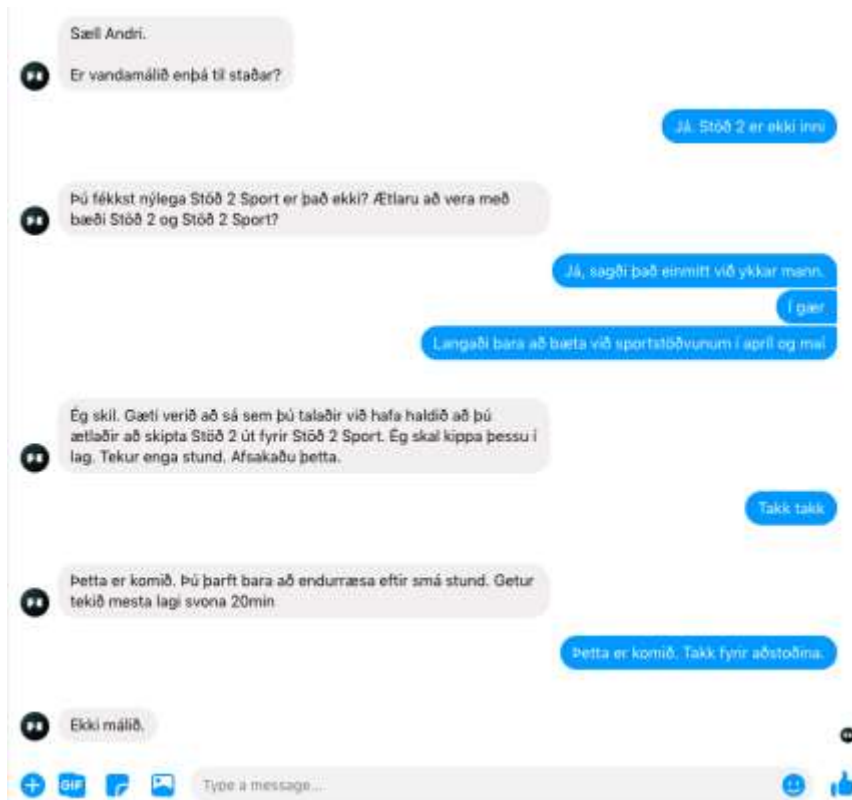 Sæll Andri.
Er vandamálið enþá til staðar?
Já. Stöð 2 er ekki inni
Þú fékkst nýlega Stöð 2 Sport er það ekki? Ætlaru að vera með
bæði Stöð 2 og Stöð 2 Sport?
Já, sagði það einmitt við ykkar mann.
Í gær
Langaði bara að bæta við sportstöðvunum í apríl og maí
Ég skil. Gæti verið að sá sem þú talaðir við hafa haldið að þú
ætlaðir að skipta Stöð 2 út fyrir Stöð 2 Sport. Ég skal kippa þessu í
lag. Tekur enga stund. Afsakaðu þetta.
Takk takk
Þetta er komið. Þú þarft bara að endurræsa eftir smá stund. Getur
tekið mesta lagi svona 20min
Þetta er komið. Takk fyrir aðstoðina.
Ekki málið.
GIF
Type a message...